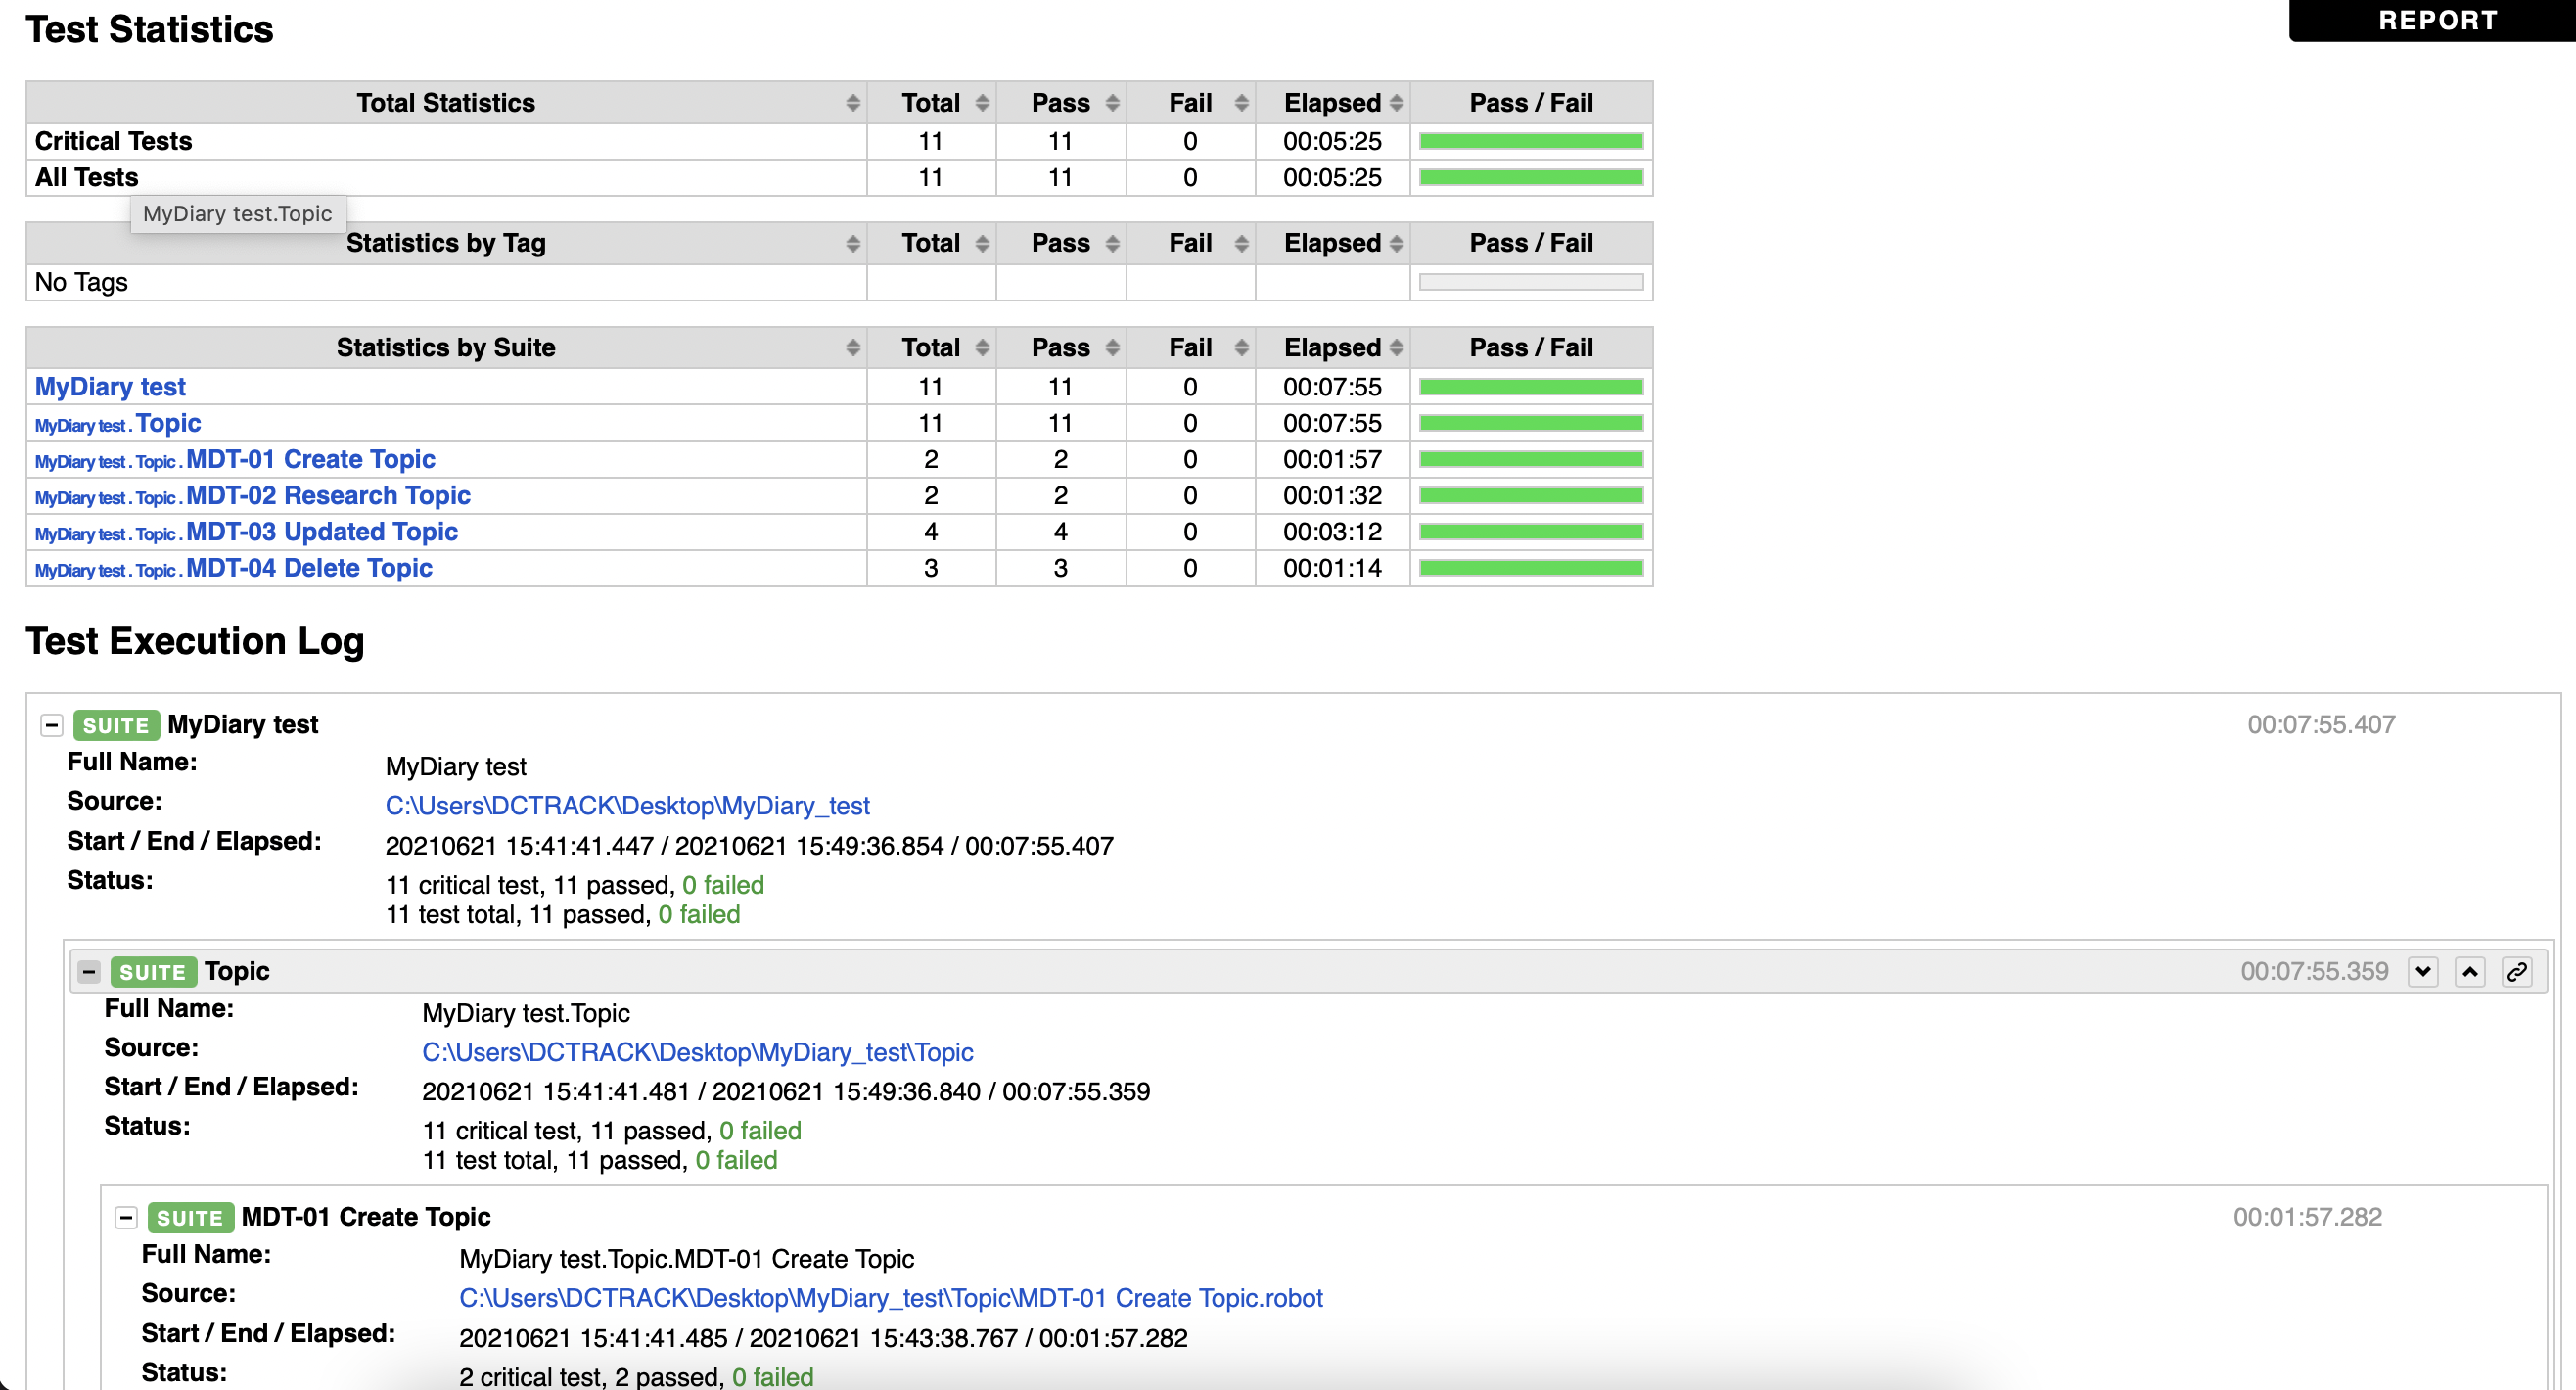 Test Statistics
REPORT
Total Statistics Total Pass Fail Elapsed Pass / Fail
Critical Tests 11 11 0 00:05:25
All Tests 11 11 0 00:05:25
MyDiary test.Topic
Statistics by Tag Total Pass Fail Elapsed Pass / Fail
No Tags
Statistics by Suite Total Pass Fail Elapsed Pass / Fail
MyDiary test 11 11 0 00:07:55
MyDiary test . Topic 11 11 0 00:07:55
MyDiary test . Topic . MDT-01 Create Topic 2 2 0 00:01:57
MyDiary test . Topic . MDT-02 Research Topic 2 2 0 00:01:32
MyDiary test . Topic . MDT-03 Updated Topic 4 4 0 00:03:12
MyDiary test . Topic . MDT-04 Delete Topic 3 3 0 00:01:14
Test Execution Log
SUITE MyDiary test 00:07:55.407
Full Name: MyDiary test
Source: C:\Users\DCTRACK\Desktop\MyDiary_test
Start / End / Elapsed: 20210621 15:41:41.447 / 20210621 15:49:36.854 / 00:07:55.407
Status: 11 critical test, 11 passed, 0 failed
11 test total, 11 passed, 0 failed
SUITE Topic 00:07:55.359
Full Name: MyDiary test.Topic
Source: C:\Users\DCTRACK\Desktop\MyDiary_test\Topic
Start / End / Elapsed: 20210621 15:41:41.481 / 20210621 15:49:36.840 / 00:07:55.359
Status: 11 critical test, 11 passed, 0 failed
11 test total, 11 passed, 0 failed
SUITE MDT-01 Create Topic 00:01:57.282
Full Name: MyDiary test.Topic.MDT-01 Create Topic
Source: C:\Users\DCTRACK\Desktop\MyDiary_test\Topic\MDT-01 Create Topic.robot
Start / End / Elapsed: 20210621 15:41:41.485 / 20210621 15:43:38.767 / 00:01:57.282
Status: 2 critical test, 2 passed, 0 failed